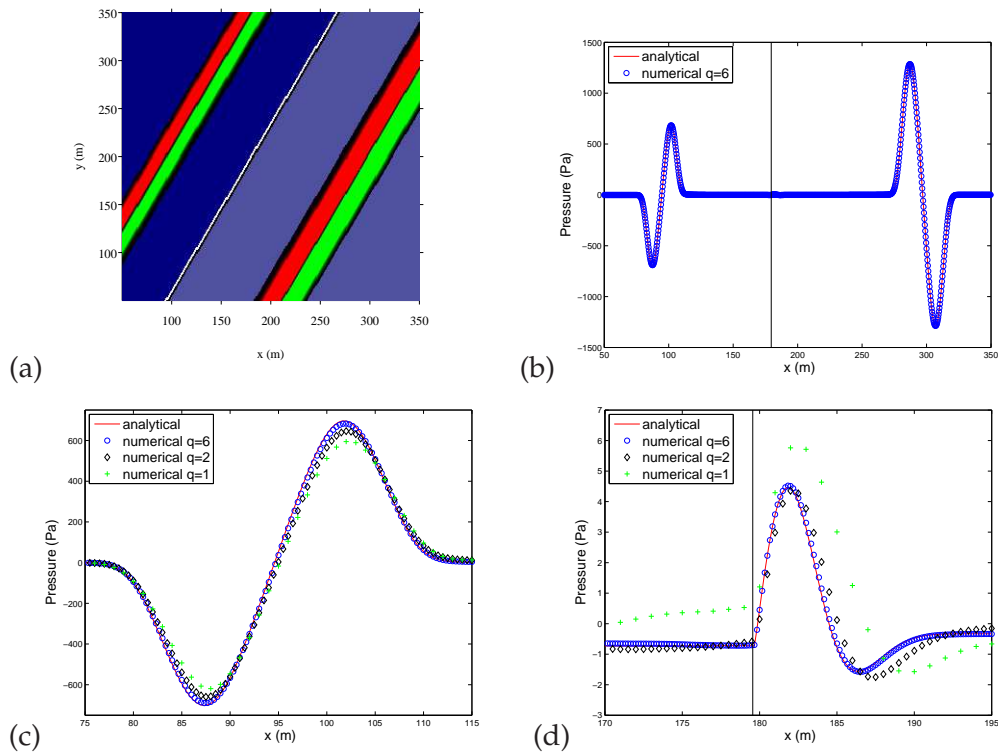 350
300
250
200
150
100
y (m)
100 150 200 250 300 350
x (m)
(a)
analytical
numerical q=6
1500
1000
500
0
−500
−1000
−1500
Pressure (Pa)
50 100 150 200 250 300 350
x (m)
(b)
analytical
numerical q=6
numerical q=2
numerical q=1
600
400
200
0
−200
−400
−600
Pressure (Pa)
75 80 85 90 95 100 105 110 115
x (m)
(c)
analytical
numerical q=6
numerical q=2
numerical q=1
7
6
5
4
3
2
1
0
−1
−2
−3
Pressure (Pa)
170 175 180 185 190 195
x (m)
(d)